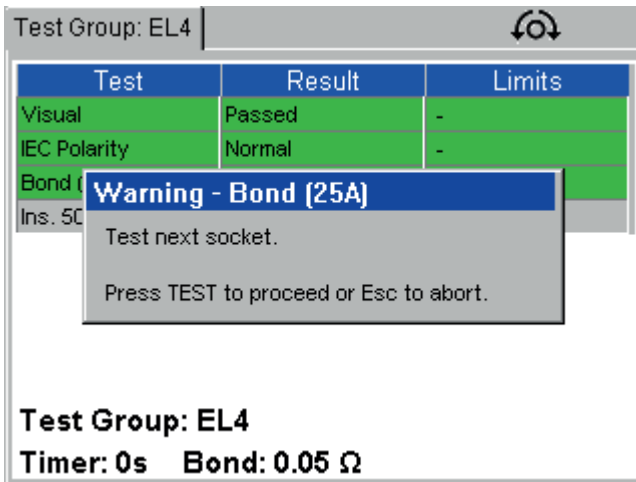 Test Group: EL4
Test Result Limits
Visual Passed -
IEC Polarity Normal -
Bond (
Ins. 50
Warning - Bond (25A)
Test next socket.
Press TEST to proceed or Esc to abort.
Test Group: EL4
Timer: 0s Bond: 0.05 Ω